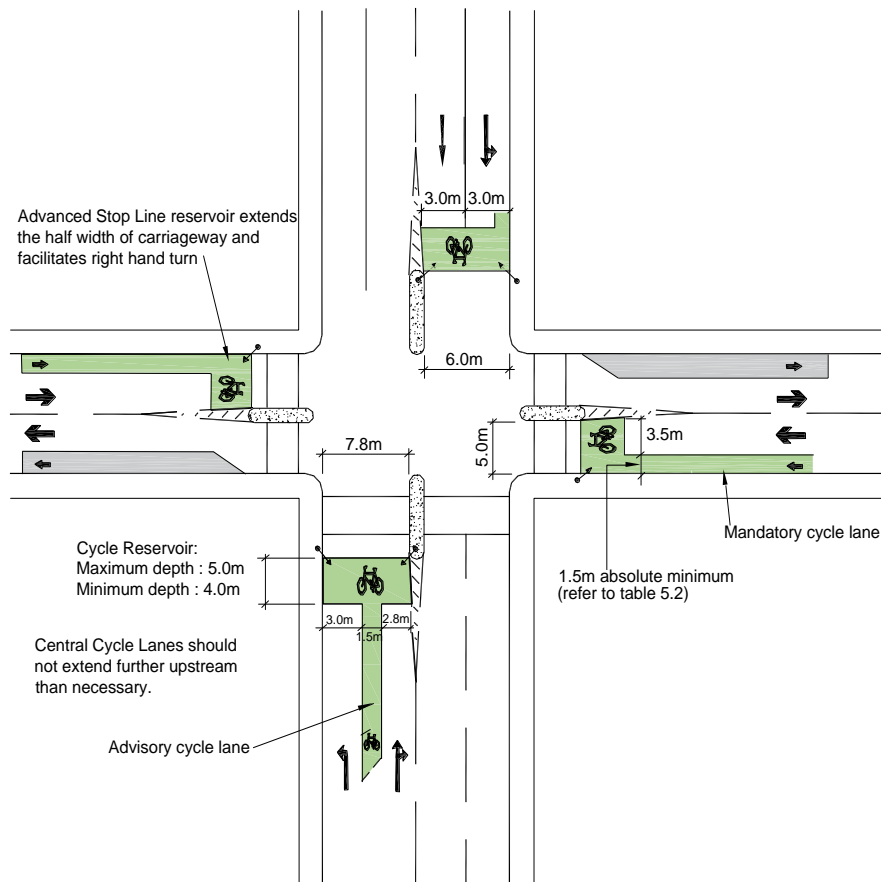 3.0m 3.0m
Advanced Stop Line reservoir extends
the half width of carriageway and
facilitates right hand turn
6.0m
7.8m
5.0m
3.5m
Mandatory cycle lane
Cycle Reservoir:
Maximum depth : 5.0m
Minimum depth : 4.0m
1.5m absolute minimum
(refer to table 5.2)
3.0m 1.5m 2.8m
Central Cycle Lanes should
not extend further upstream
than necessary.
Advisory cycle lane